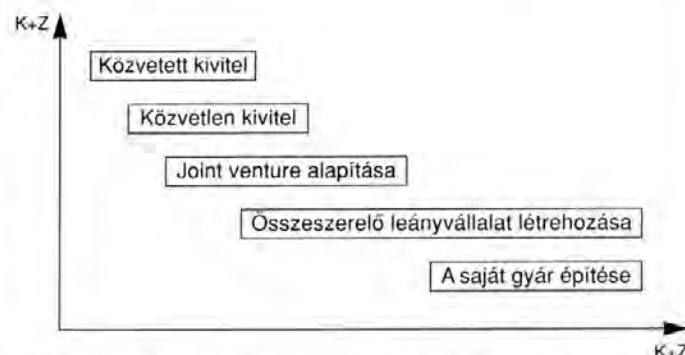 K+Z
Közvetett kivitel
Közvetlen kivitel
Joint venture alapítása
Összeszerelő leányvállalat létrehozása
A saját gyár építése
K+Z